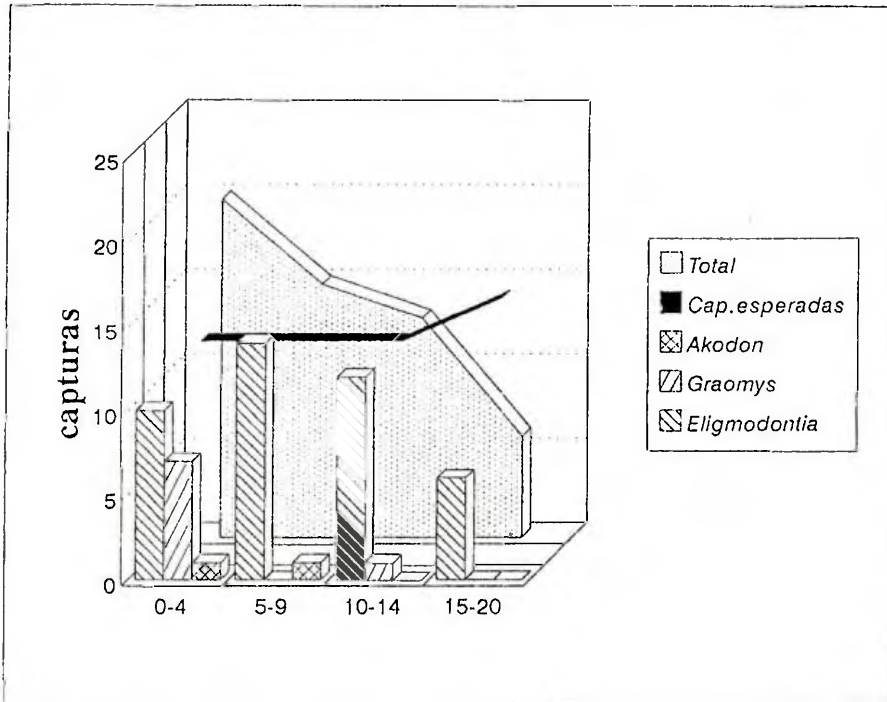 25
20
15
10
5
0
capturas
0-4 5-9 10-14 15-20
Total
Cap.esperadas
Akodon
Graomys
Eligmodontia